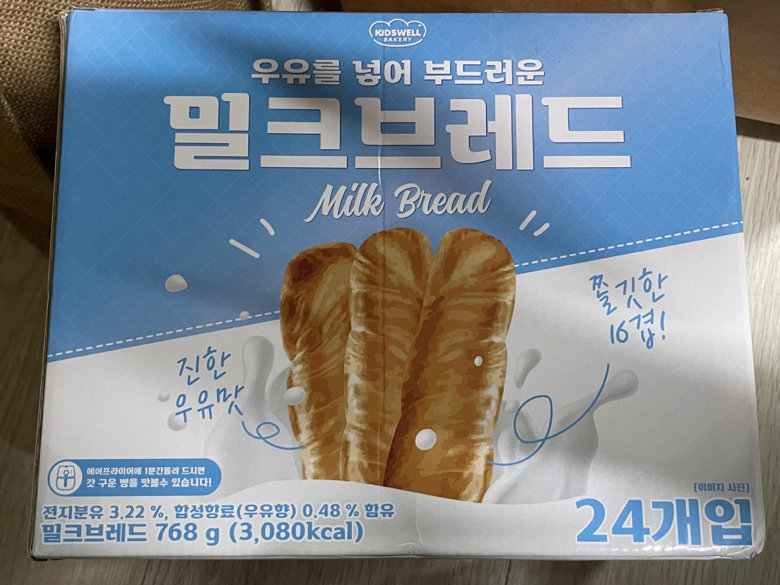 KIDSWELL
BAKERY
우유를 넣어 부드러운
밀크브레드
Milk Bread
쫄깃한
16겹!
진한
우유맛
에어프라이어에 1분간돌려 드시면
갓 구운 빵을 맛볼수 있습니다!
[이미지 사진]
전지분유 3.22 %, 합성향료(우유향) 0.48 % 함유
밀크브레드 768 g (3,080kcal)
24개입